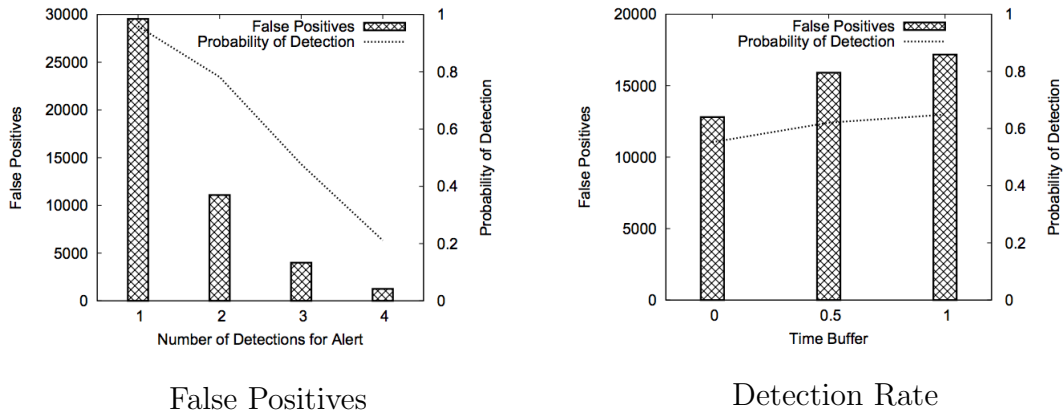 False Positives
Probability of Detection
30000
25000
20000
15000
10000
5000
0
False Positives
1
0.8
0.6
0.4
0.2
0
Probability of Detection
1 2 3 4
Number of Detections for Alert
False Positives
False Positives
Probability of Detection
20000
15000
10000
5000
0
False Positives
1
0.8
0.6
0.4
0.2
0
Probability of Detection
0 0.5 1
Time Buffer
Detection Rate